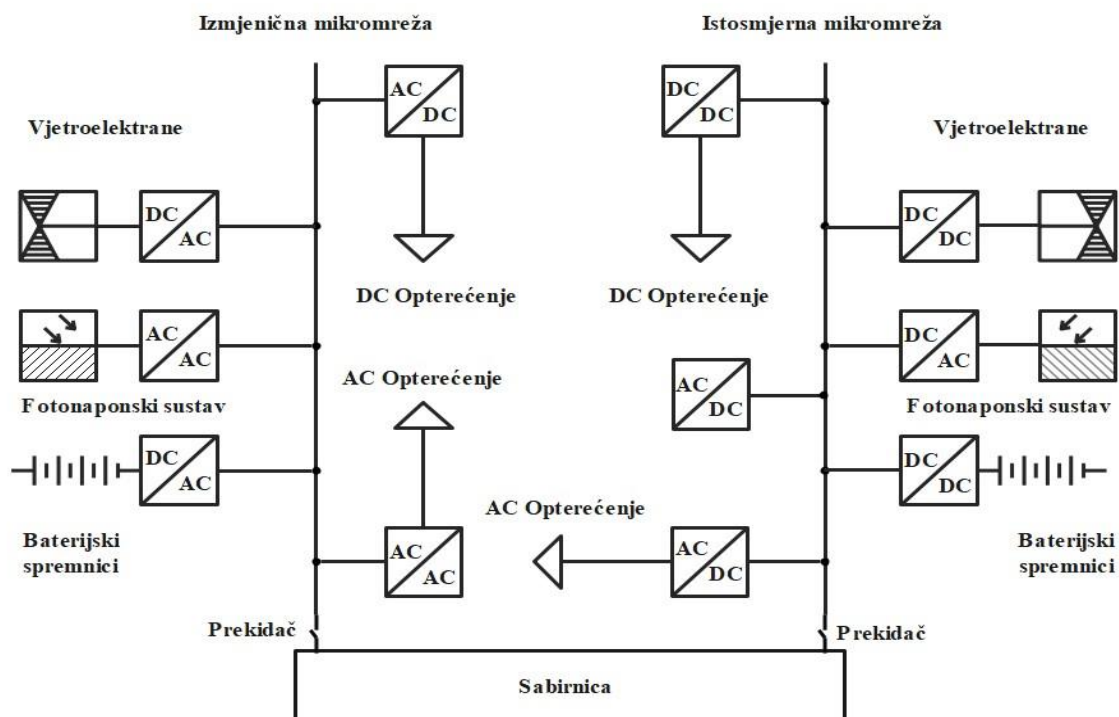 Izmjenična mikromreža
Istosmjerna mikromreža
AC
DC
DC
DC
Vjetroelektrane
Vjetroelektrane
DC
AC
DC
DC
DC Opterećenje
DC Opterećenje
AC
AC
DC
AC
AC Opterećenje
AC
DC
Fotonaponski sustav
Fotonaponski sustav
DC
AC
DC
DC
AC Opterećenje
Baterijski
spremnici
AC
AC
AC
DC
Baterijski
spremnici
Prekidač
Prekidač
Sabirnica